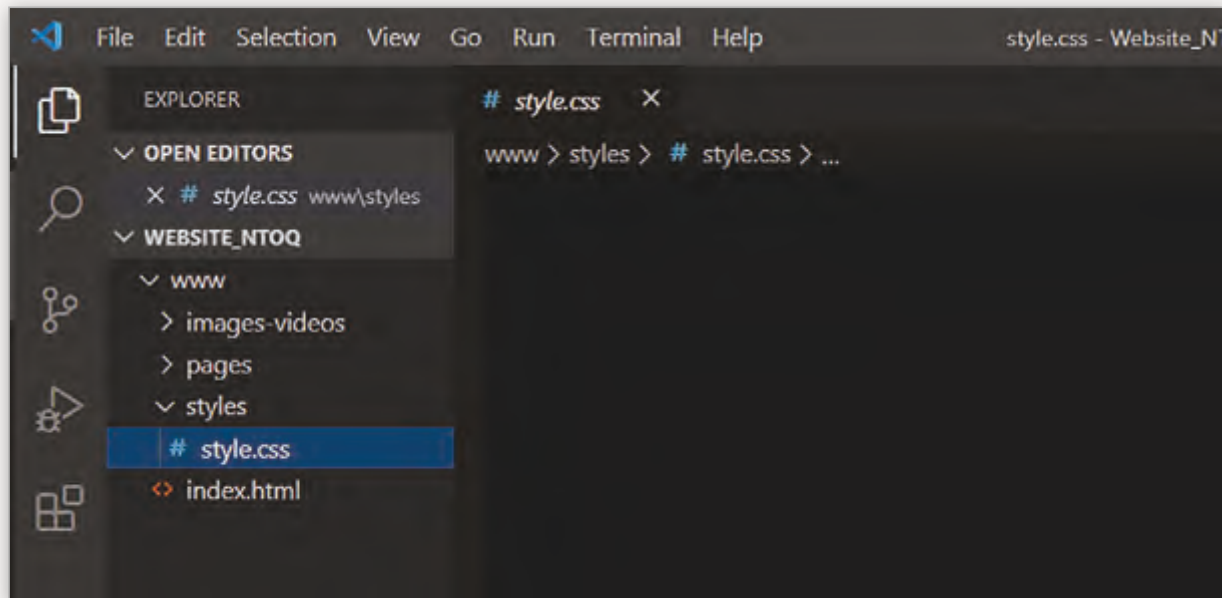 File Edit Selection View Go Run Terminal Help style.css - Website_NT
EXPLORER
OPEN EDITORS
# style.css www\styles
WEBSITE_NTOQ
www
images-videos
pages
styles
# style.css
<> index.html
# style.css
www > styles > # style.css > ...